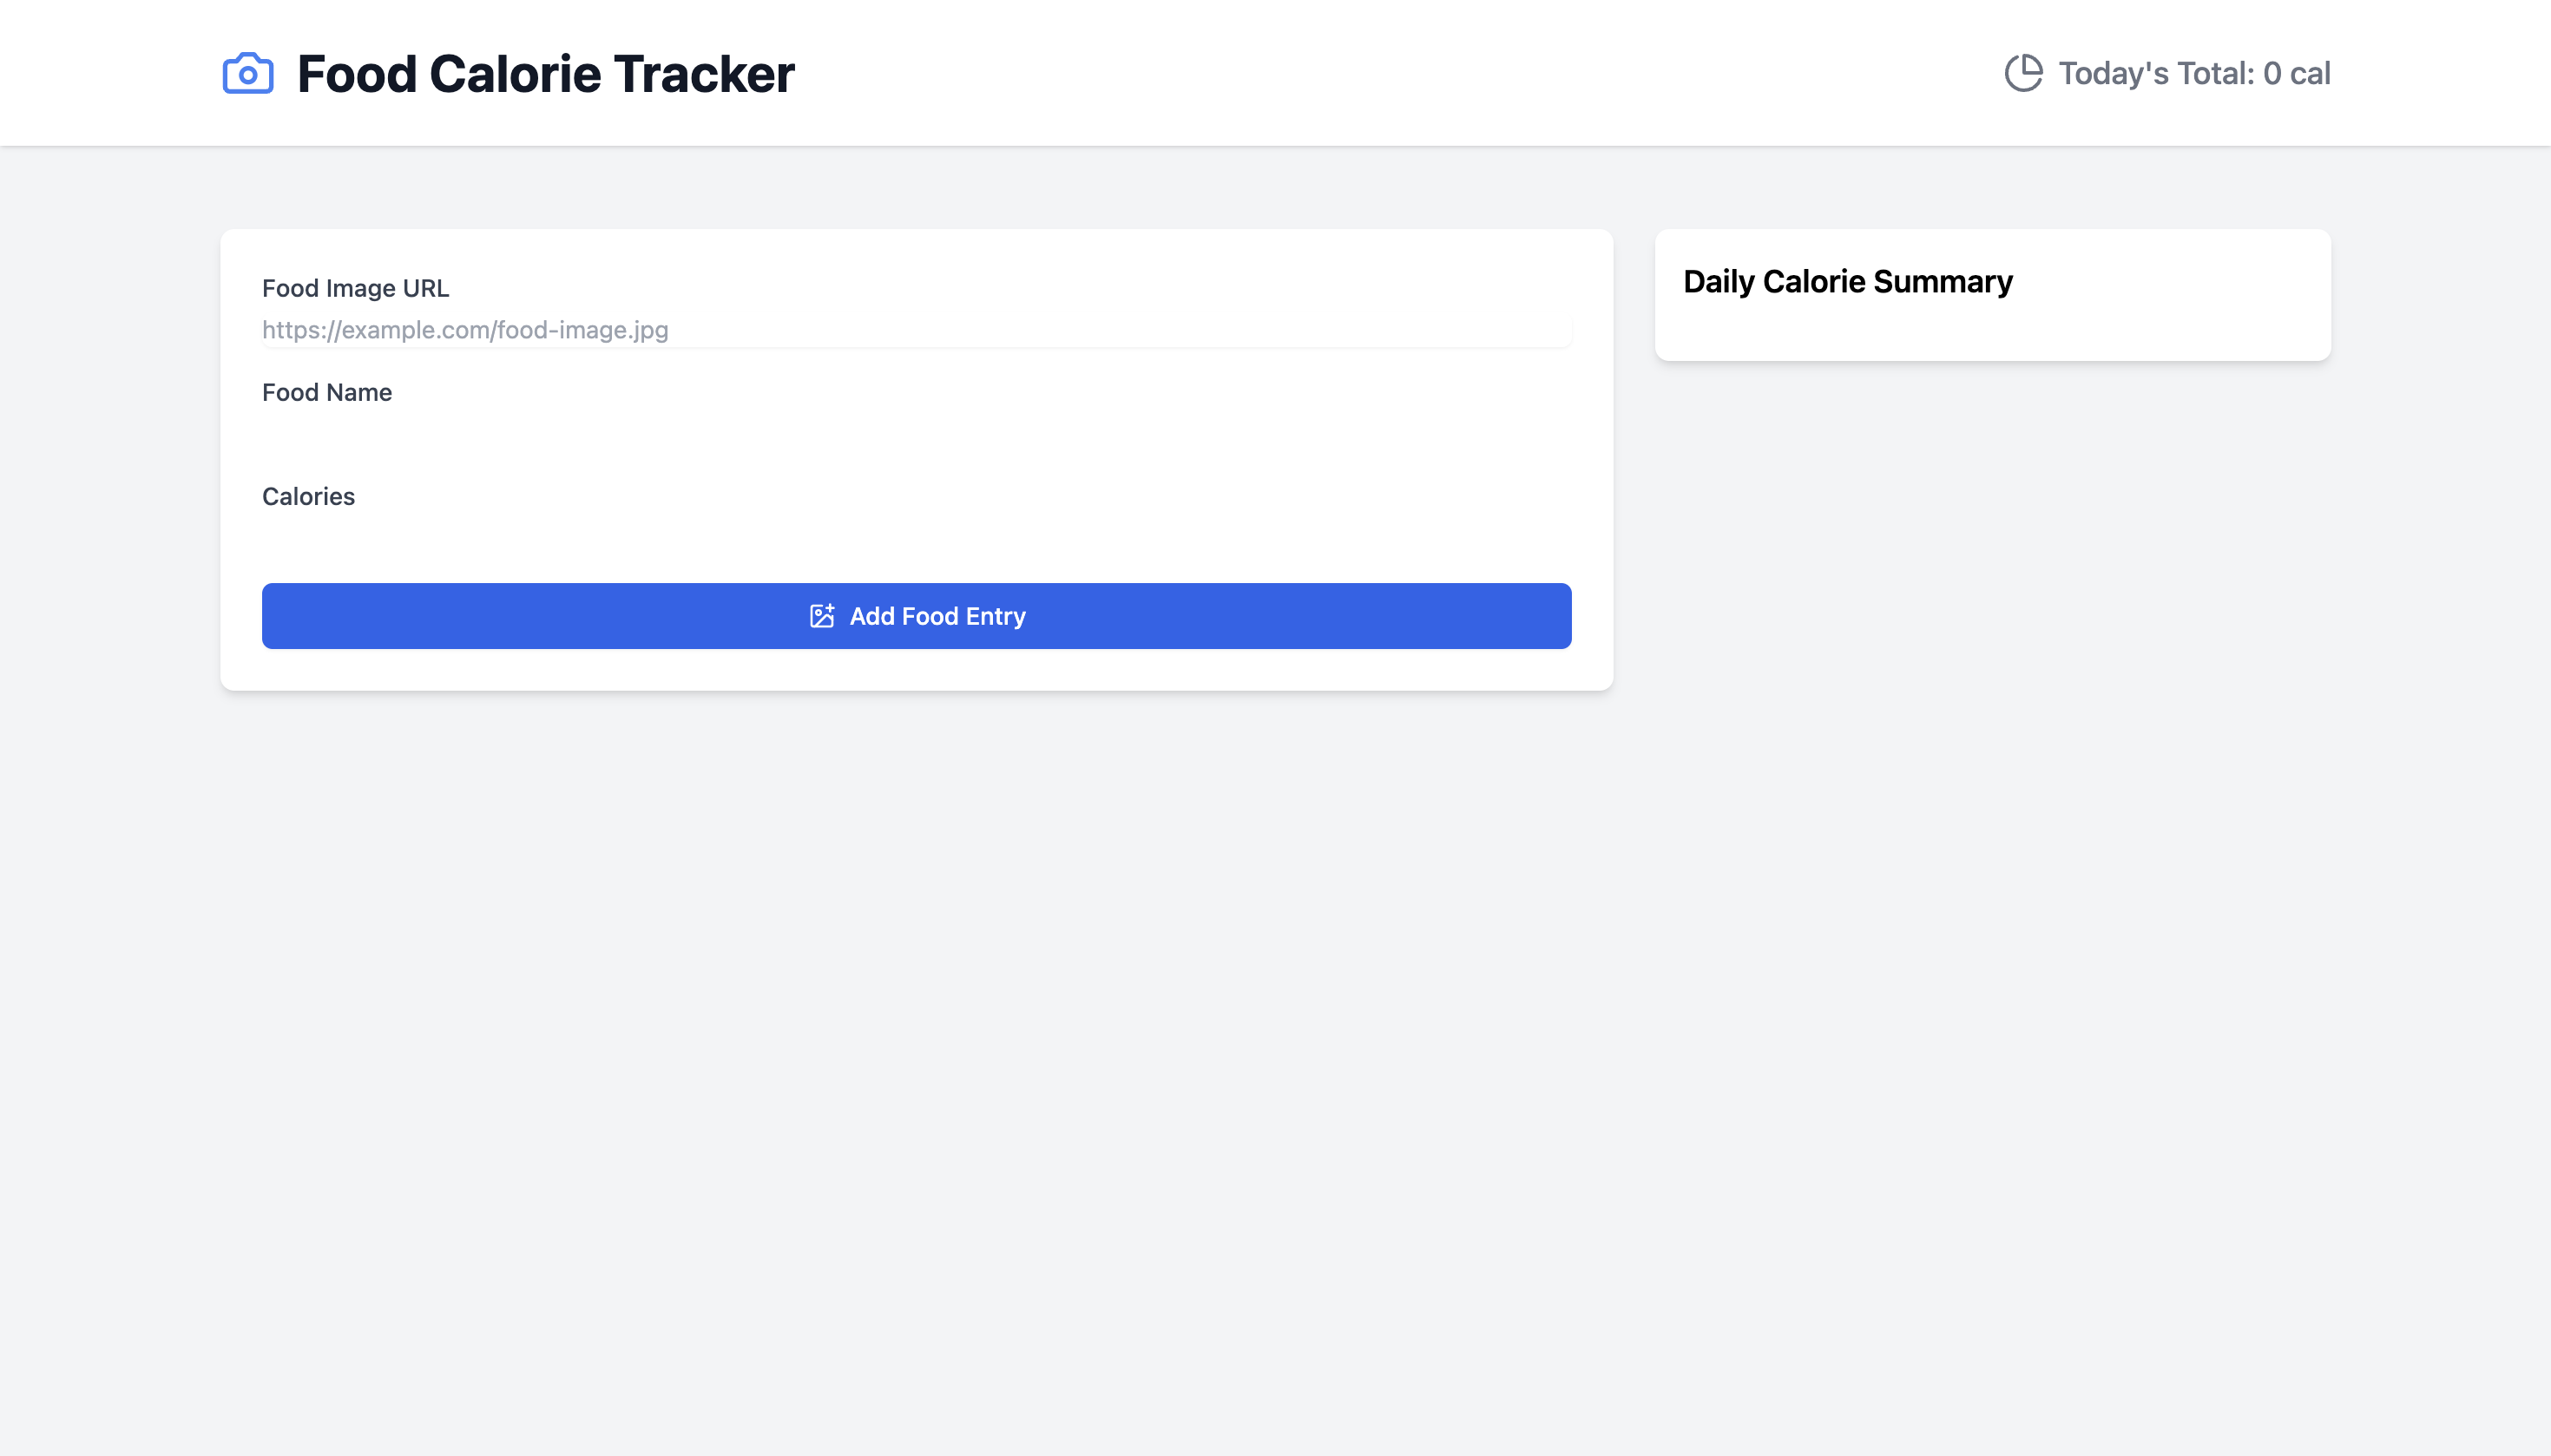 Food Calorie Tracker
Today's Total: 0 cal
Food Image URL
https://example.com/food-image.jpg
Food Name
Calories
Add Food Entry
Daily Calorie Summary